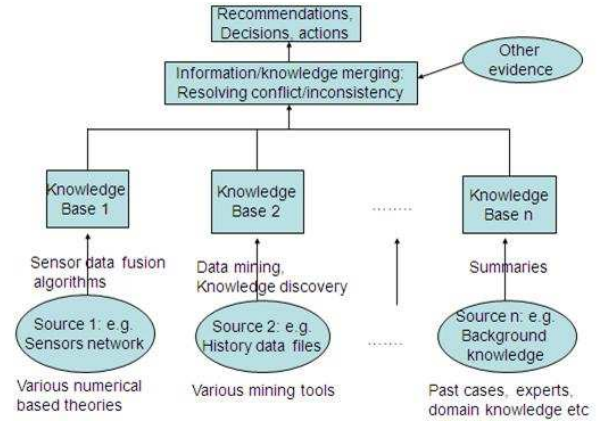 Recommendations,
Decisions, actions
Other
evidence
Information/knowledge merging:
Resolving conflict/inconsistency
Knowledge
Base 1
Knowledge
Base 2
........
Knowledge
Base n
Sensor data fusion
algorithms
Data mining,
Knowledge discovery
Summaries
Source 1: e.g.
Sensors network
Source 2: e.g.
History data files
.......
Source n: e.g.
Background
knowledge
Various numerical
based theories
Various mining tools
Past cases, experts,
domain knowledge etc